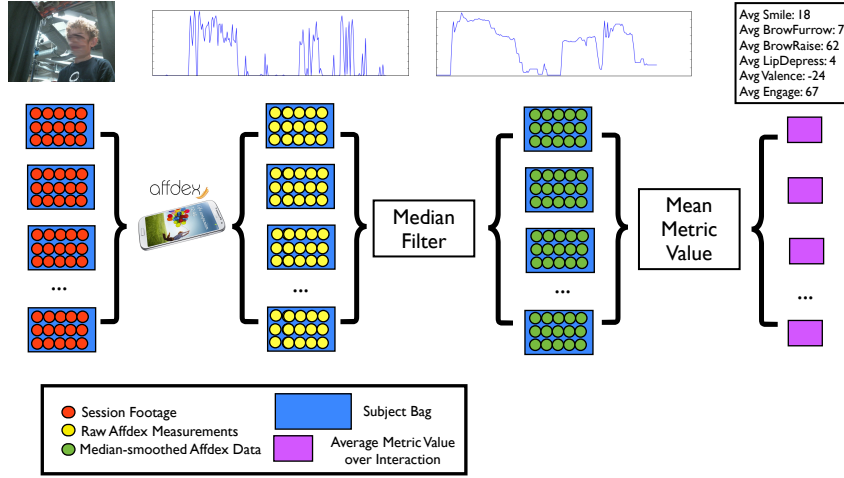 Avg Smile: 18
Avg BrowFurrow: 7
Avg BrowRaise: 62
Avg LipDepress: 4
Avg Valence: -24
Avg Engage: 67
affdex
Median
Filter
Mean
Metric
Value
...
...
...
...
Session Footage
Raw Affdex Measurements
Median-smoothed Affdex Data
Subject Bag
Average Metric Value
over Interaction